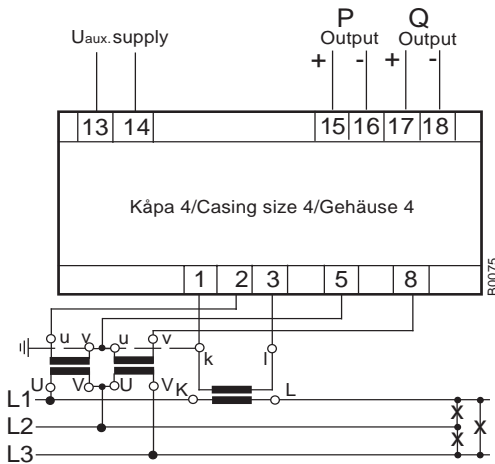 P Q
Uaux. supply Output Output
+ - + -
13 14 15 16 17 18
Kåpa 4/Casing size 4/Gehäuse 4
B0075
1 2 3 5 8
u v u v k l
U V U V K L
L1
L2
L3
X
X X